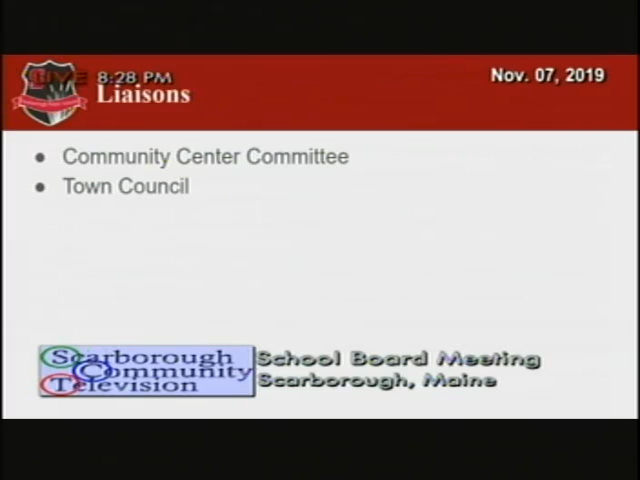 LIVE 8:28 PM
Nov. 07, 2019
Liaisons
● Community Center Committee
● Town Council
Scarborough
Community
Television
School Board Meeting
Scarborough, Maine